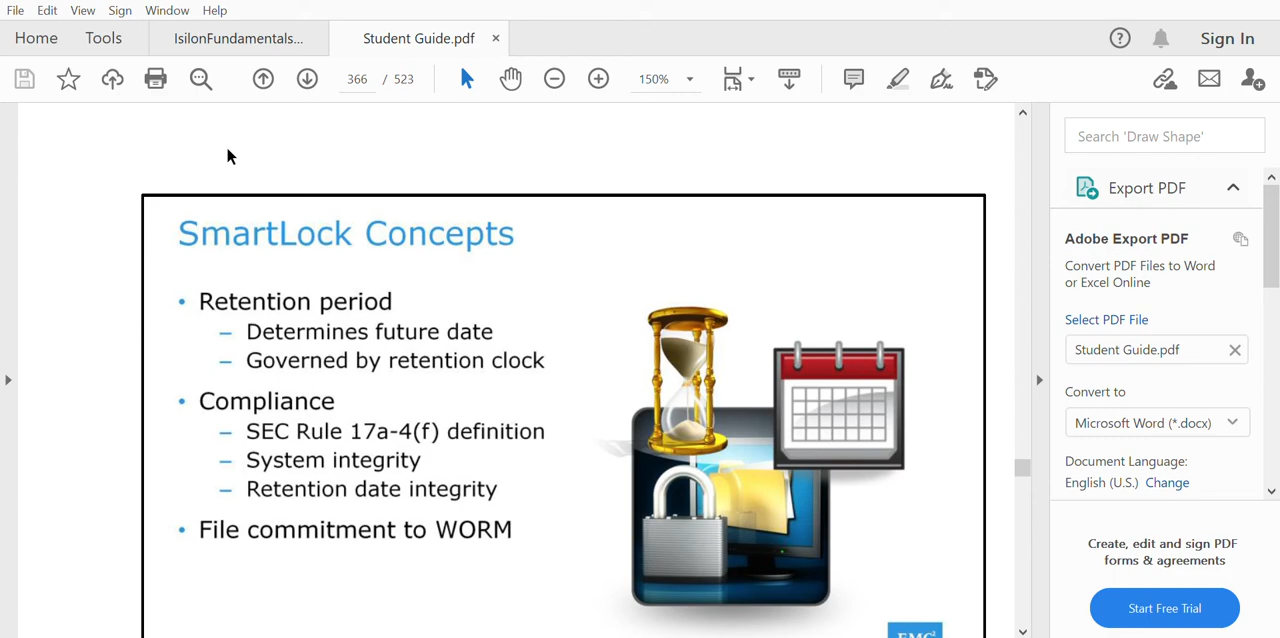 File Edit View Sign Window Help
Home Tools IsilonFundamentals... Student Guide.pdf × ? Sign In
366 / 523 150%
Search 'Draw Shape'
Export PDF
SmartLock Concepts
• Retention period
– Determines future date
– Governed by retention clock
• Compliance
– SEC Rule 17a-4(f) definition
– System integrity
– Retention date integrity
• File commitment to WORM
EMC²
Adobe Export PDF
Convert PDF Files to Word
or Excel Online
Select PDF File
Student Guide.pdf
Convert to
Microsoft Word (*.docx)
Document Language:
English (U.S.) Change
Create, edit and sign PDF
forms & agreements
Start Free Trial